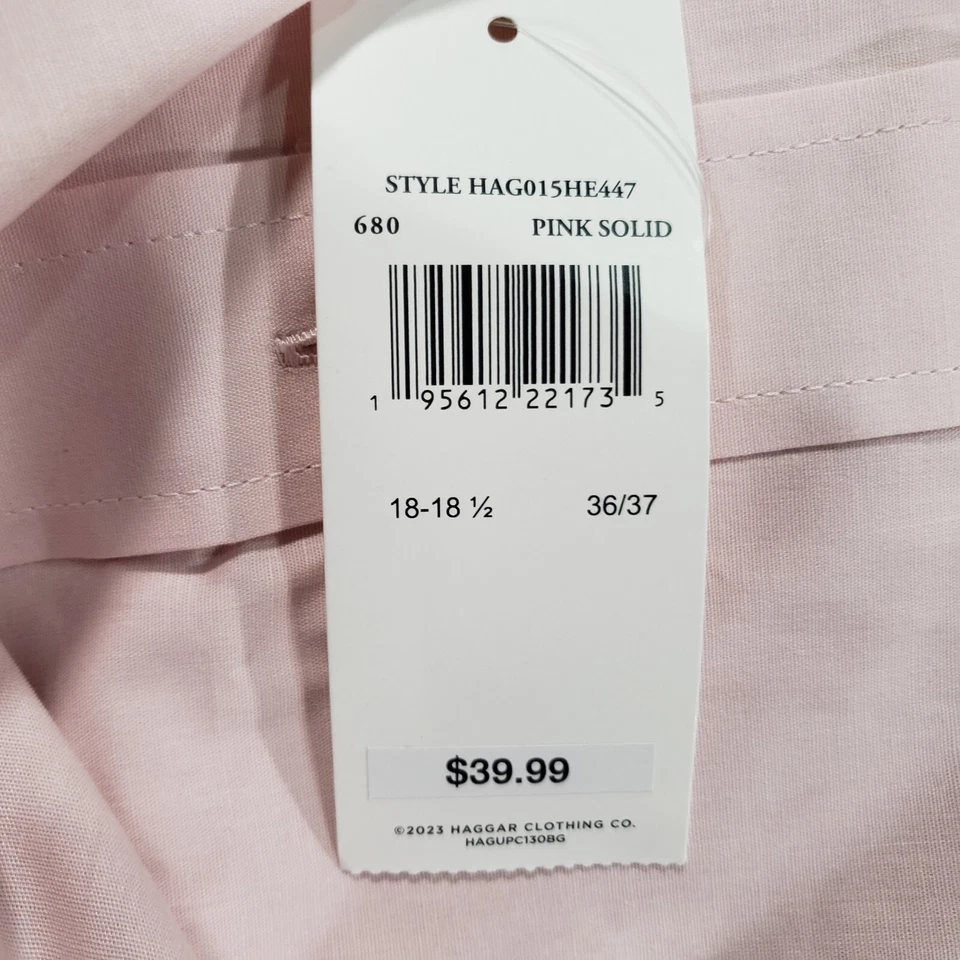 STYLE HAG015HE447
680 PINK SOLID
1 95612 22173 5
18-18 ½ 36/37
$39.99
©2023 HAGGAR CLOTHING CO.
HAGUPC130BG